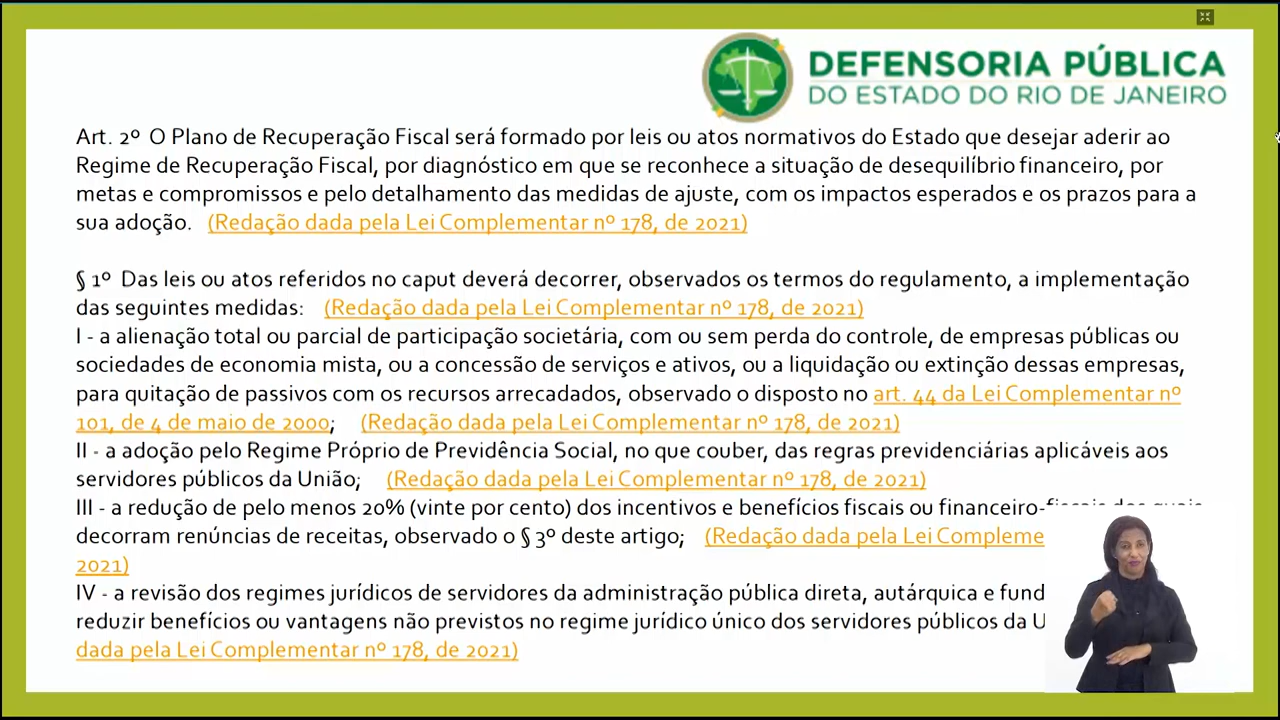 DEFENSORIA PÚBLICA
DO ESTADO DO RIO DE JANEIRO
Art. 2º O Plano de Recuperação Fiscal será formado por leis ou atos normativos do Estado que desejar aderir ao
Regime de Recuperação Fiscal, por diagnóstico em que se reconhece a situação de desequilíbrio financeiro, por
metas e compromissos e pelo detalhamento das medidas de ajuste, com os impactos esperados e os prazos para a
sua adoção. (Redação dada pela Lei Complementar nº 178, de 2021)
§ 1º Das leis ou atos referidos no caput deverá decorrer, observados os termos do regulamento, a implementação
das seguintes medidas: (Redação dada pela Lei Complementar nº 178, de 2021)
I - a alienação total ou parcial de participação societária, com ou sem perda do controle, de empresas públicas ou
sociedades de economia mista, ou a concessão de serviços e ativos, ou a liquidação ou extinção dessas empresas,
para quitação de passivos com os recursos arrecadados, observado o disposto no art. 44 da Lei Complementar nº
101, de 4 de maio de 2000; (Redação dada pela Lei Complementar nº 178, de 2021)
II - a adoção pelo Regime Próprio de Previdência Social, no que couber, das regras previdenciárias aplicáveis aos
servidores públicos da União; (Redação dada pela Lei Complementar nº 178, de 2021)
III - a redução de pelo menos 20% (vinte por cento) dos incentivos e benefícios fiscais ou financeiro-fiscais dos quais
decorram renúncias de receitas, observado o § 3º deste artigo; (Redação dada pela Lei Compleme
2021)
IV - a revisão dos regimes jurídicos de servidores da administração pública direta, autárquica e fund
reduzir benefícios ou vantagens não previstos no regime jurídico único dos servidores públicos da U
dada pela Lei Complementar nº 178, de 2021)